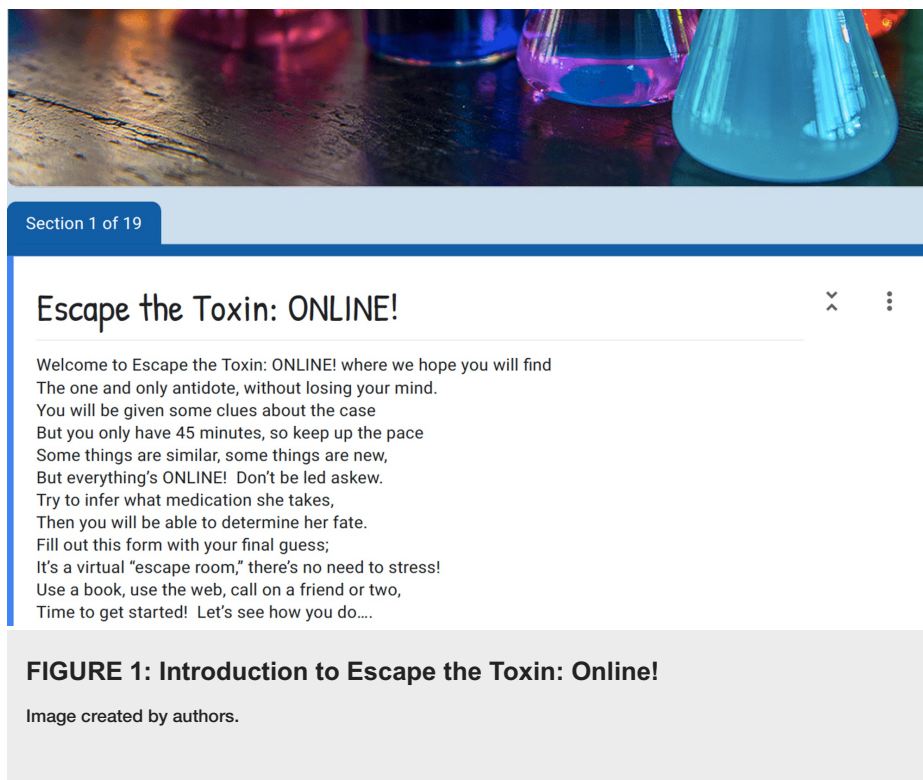 Section 1 of 19
Escape the Toxin: ONLINE!
Welcome to Escape the Toxin: ONLINE! where we hope you will find
The one and only antidote, without losing your mind.
You will be given some clues about the case
But you only have 45 minutes, so keep up the pace
Some things are similar, some things are new,
But everything’s ONLINE!  Don’t be led askew.
Try to infer what medication she takes,
Then you will be able to determine her fate.
Fill out this form with your final guess;
It’s a virtual “escape room,” there’s no need to stress!
Use a book, use the web, call on a friend or two,
Time to get started!  Let’s see how you do....
FIGURE 1: Introduction to Escape the Toxin: Online!
Image created by authors.